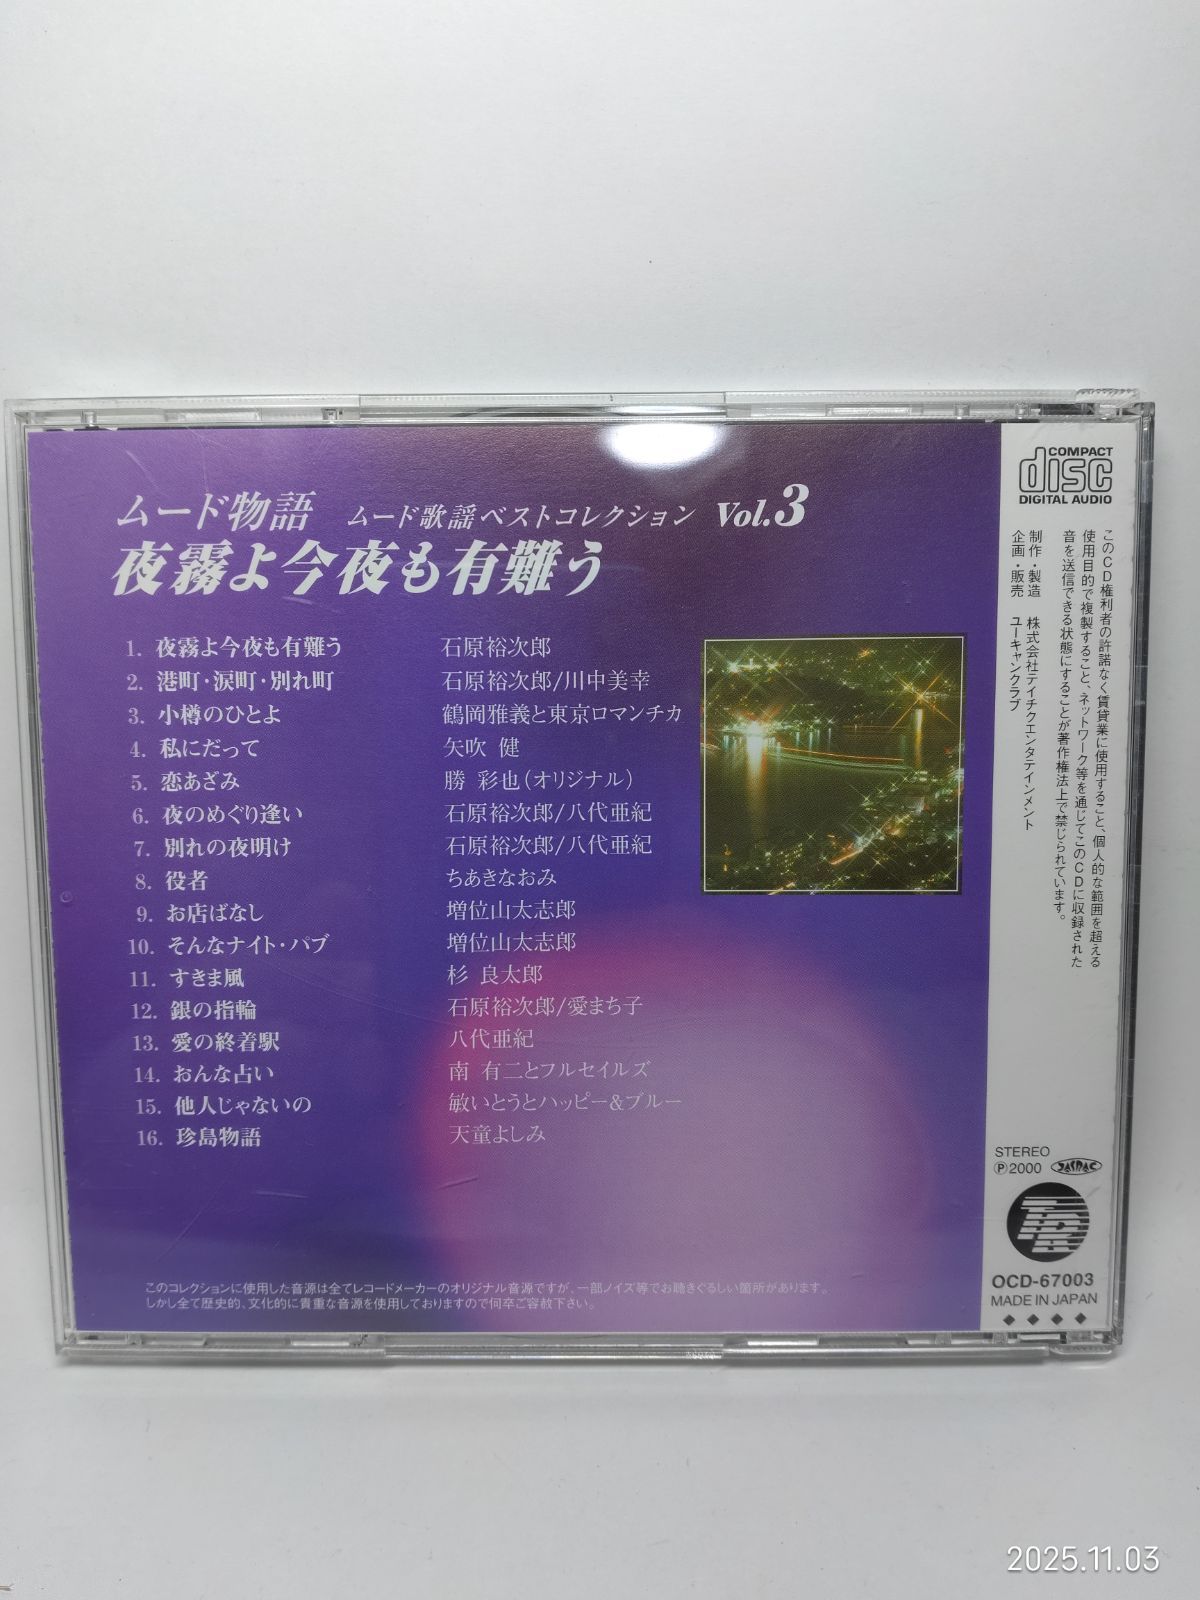 ムード物語 ムード歌謡ベストコレクション Vol.3
夜霧よ今夜も有難う
1. 夜霧よ今夜も有難う 石原裕次郎
2. 港町・涙町・別れ町 石原裕次郎/川中美幸
3. 小樽のひとよ 鶴岡雅義と東京ロマンチカ
4. 私にだって 矢吹 健
5. 恋あざみ 勝 彩也(オリジナル)
6. 夜のめぐり逢い 石原裕次郎/八代亜紀
7. 別れの夜明け 石原裕次郎/八代亜紀
8. 役者 ちあきなおみ
9. お店ばなし 増位山太志郎
10. そんなナイト・パブ 増位山太志郎
11. すきま風 杉 良太郎
12. 銀の指輪 石原裕次郎/愛まち子
13. 愛の終着駅 八代亜紀
14. おんな占い 南 有二とフルセイルズ
15. 他人じゃないの 敏いとうとハッピー&ブルー
16. 珍島物語 天童よしみ
このコレクションに使用した音源は全てレコードメーカーのオリジナル音源ですが、一部ノイズ等でお聴きぐるしい箇所があります。
しかし全て歴史的、文化的に貴重な音源を使用しておりますので何卒ご容赦下さい。
COMPACT
disc
DIGITAL AUDIO
このCD権利者の許諾なく賃貸業に使用すること、個人的な範囲を超える
使用目的で複製すること、ネットワーク等を通じてこのCDに収録された
音を送信できる状態にすることが著作権法上で禁じられています。
制作・製造 株式会社テイチクエンタテインメント
企画・販売 ユーキャンクラブ
STEREO
Ⓟ2000 JASRAC
OCD-67003
MADE IN JAPAN
2025.11.03